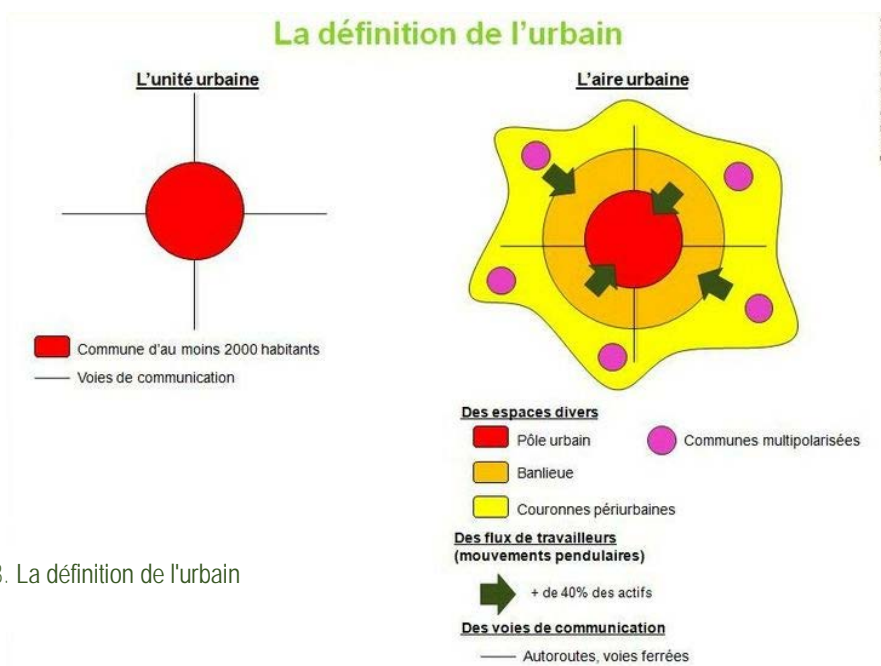 La définition de l'urbain
L'unité urbaine
Commune d'au moins 2000 habitants
Voies de communication
L'aire urbaine
Des espaces divers
Pôle urbain
Communes multipolarisées
Banlieue
Couronnes périurbaines
Des flux de travailleurs
(mouvements pendulaires)
+ de 40% des actifs
Des voies de communication
Autoroutes, voies ferrées
. La définition de l'urbain